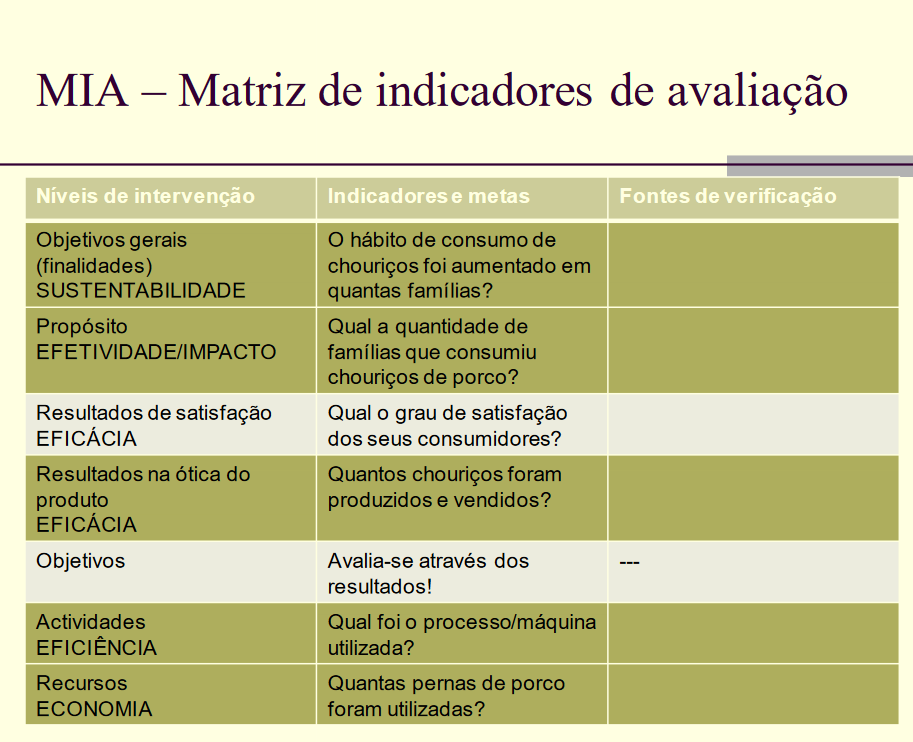 MIA – Matriz de indicadores de avaliação
Níveis de intervenção
Indicadores e metas
Fontes de verificação
Objetivos gerais
(finalidades)
SUSTENTABILIDADE
O hábito de consumo de
chouriços foi aumentado em
quantas famílias?
Propósito
EFETIVIDADE/IMPACTO
Qual a quantidade de
famílias que consumiu
chouriços de porco?
Resultados de satisfação
EFICÁCIA
Qual o grau de satisfação
dos seus consumidores?
Resultados na ótica do
produto
EFICÁCIA
Quantos chouriços foram
produzidos e vendidos?
Objetivos
Avalia-se através dos
resultados!
---
Actividades
EFICIÊNCIA
Qual foi o processo/máquina
utilizada?
Recursos
ECONOMIA
Quantas pernas de porco
foram utilizadas?